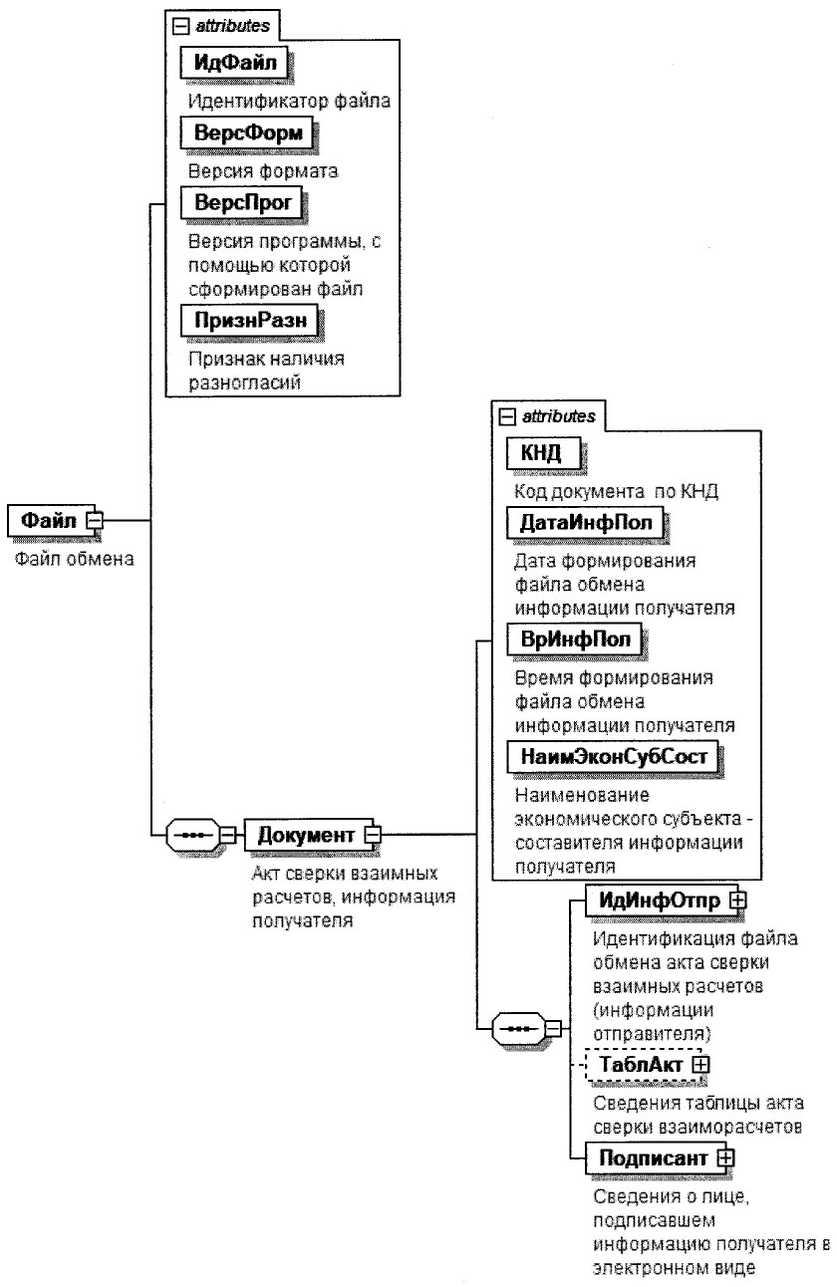 attributes
ИдФайл
Идентификатор файла
ВерсФорм
Версия формата
ВерсПрог
Версия программы, с
помощью которой
сформирован файл
ПризнРазн
Признак наличия
разногласий
Файл
Файл обмена
attributes
КНД
Код документа по КНД
ДатаИнфПол
Дата формирования
файла обмена
информации получателя
ВрИнфПол
Время формирования
файла обмена
информации получателя
НаимЭконСубСост
Наименование
экономического субъекта -
составителя информации
получателя
Документ
Акт сверки взаимных
расчетов, информация
получателя
ИдИнфОтпр
Идентификация файла
обмена акта сверки
взаимных расчетов
(информации
отправителя)
ТаблАкт
Сведения таблицы акта
сверки взаиморасчетов
Подписант
Сведения о лице,
подписавшем
информацию получателя в
электронном виде